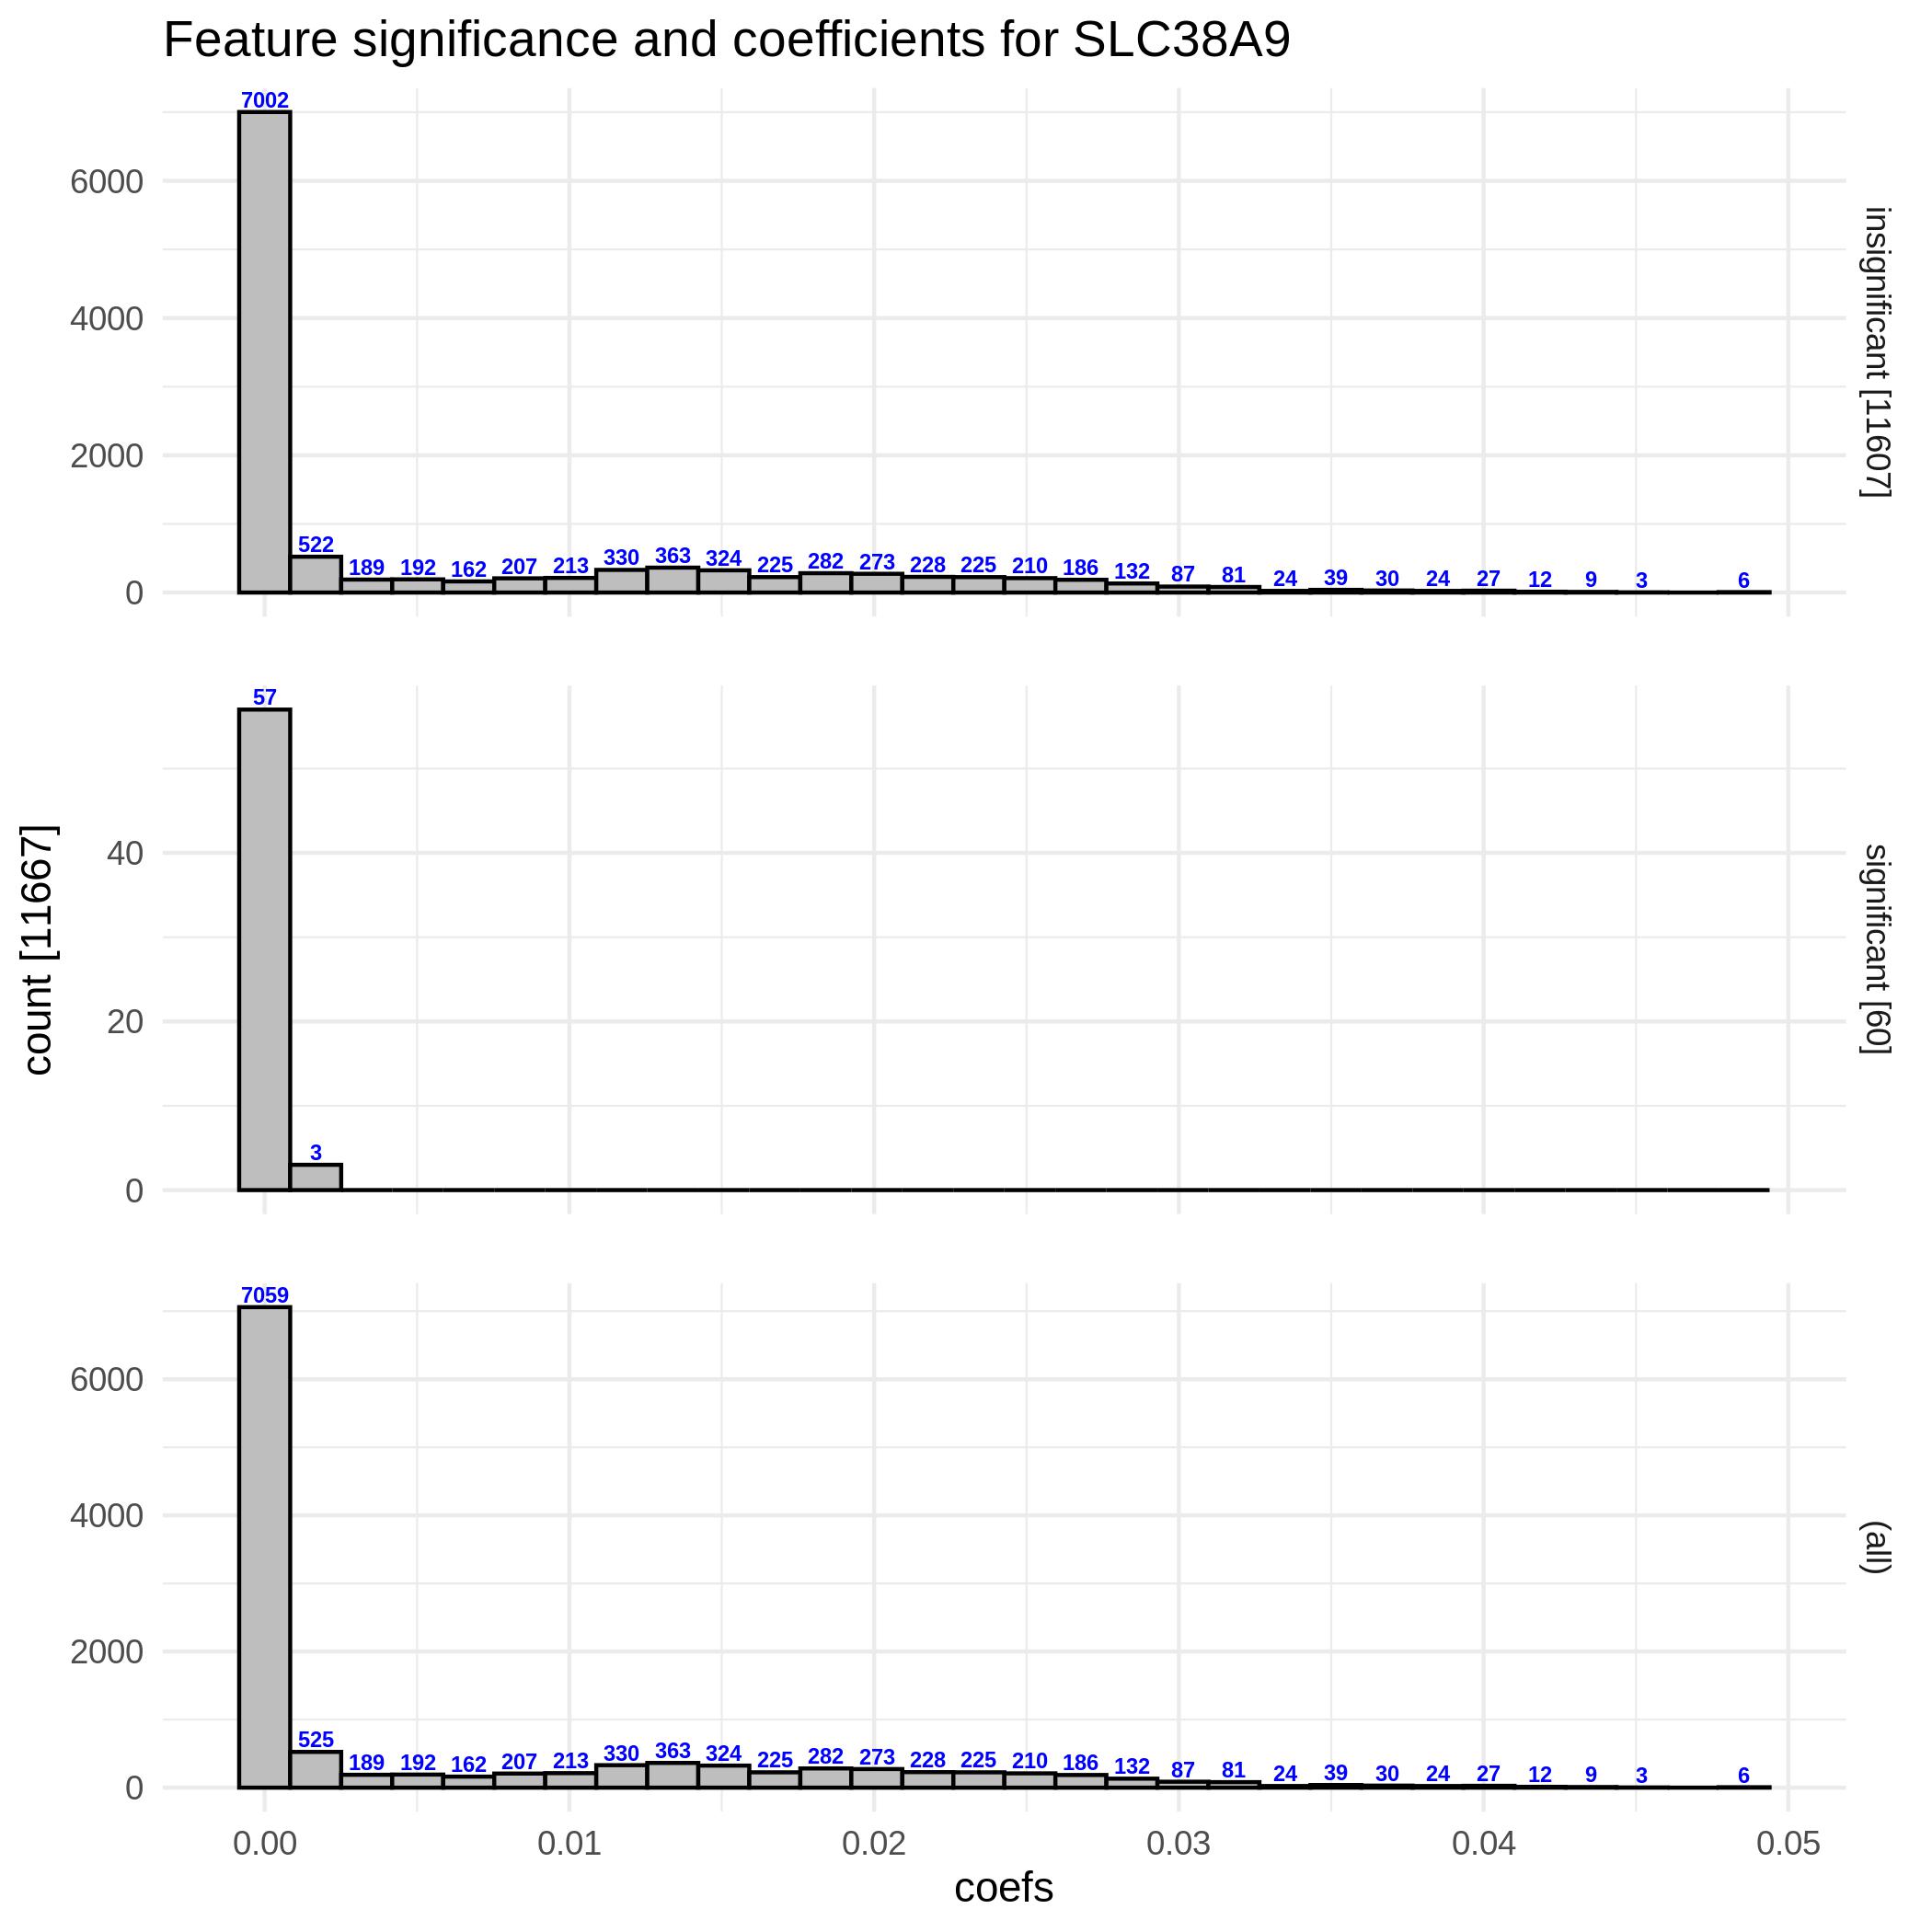 Feature significance and coefficients for SLC38A9
7002
522 189 192 162 207 213 330 363 324 225 282 273 228 225 210 186 132 87 81 24 39 30 24 27 12 9 3 6
6000
4000
2000
0
insignificant [11607]
57
3
40
20
0
significant [60]
count [11667]
7059
525 189 192 162 207 213 330 363 324 225 282 273 228 225 210 186 132 87 81 24 39 30 24 27 12 9 3 6
6000
4000
2000
0
(all)
0.00 0.01 0.02 0.03 0.04 0.05
coefs